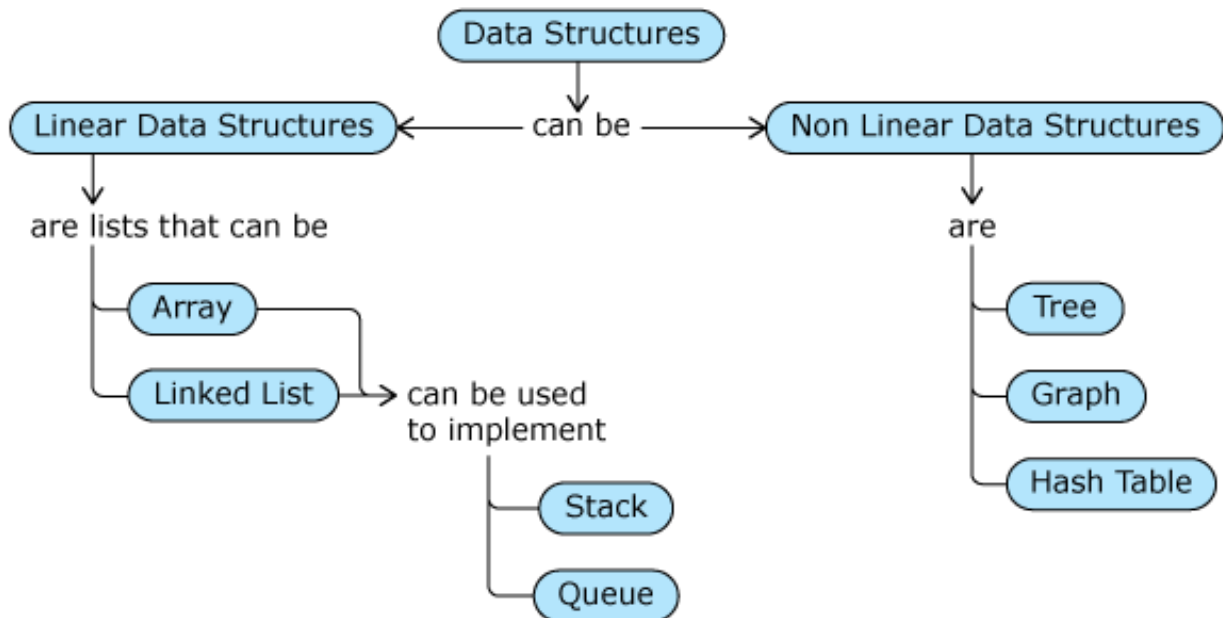 Data Structures
Linear Data Structures
can be
Non Linear Data Structures
are lists that can be
are
Array
Tree
Linked List
can be used
to implement
Graph
Stack
Hash Table
Queue